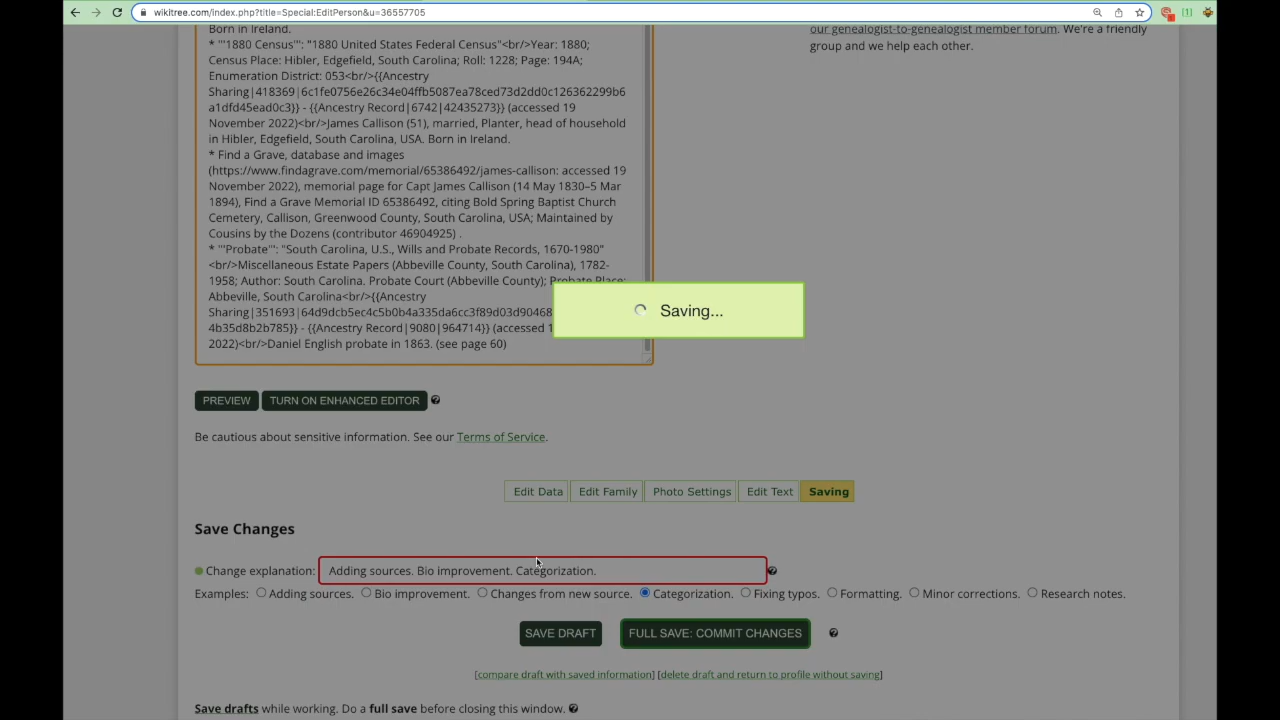 wikitree.com/index.php?title=Special:EditPerson&u=36557705
Born in Ireland.
* '''1880 Census''': "1880 United States Federal Census"<br/>Year: 1880;
Census Place: Hibler, Edgefield, South Carolina; Roll: 1228; Page: 194A;
Enumeration District: 053<br/>{{Ancestry
Sharing|418369|6c1fe0756e26c34e04ffb5087ea78ced73d2dd0c126362299b6
a1dfd45ead0c3}} - {{Ancestry Record|6742|42435273}} (accessed 19
November 2022)<br/>James Callison (51), married, Planter, head of household
in Hibler, Edgefield, South Carolina, USA. Born in Ireland.
* Find a Grave, database and images
(https://www.findagrave.com/memorial/65386492/james-callison: accessed 19
November 2022), memorial page for Capt James Callison (14 May 1830–5 Mar
1894), Find a Grave Memorial ID 65386492, citing Bold Spring Baptist Church
Cemetery, Callison, Greenwood County, South Carolina, USA; Maintained by
Cousins by the Dozens (contributor 46904925) .
* '''Probate''': "South Carolina, U.S., Wills and Probate Records, 1670-1980"
<br/>Miscellaneous Estate Papers (Abbeville County, South Carolina), 1782-
1958; Author: South Carolina. Probate Court (Abbeville County); Probate Place:
Abbeville, South Carolina<br/>{{Ancestry
Sharing|351693|64d9dcb5ec4c5b0b4a335da6cc3f89d03d90468
4b35d8b2b785}} - {{Ancestry Record|9080|964714}} (accessed
2022)<br/>Daniel English probate in 1863. (see page 60)
our genealogist-to-genealogist member forum. We're a friendly
group and we help each other.
Saving...
PREVIEW TURN ON ENHANCED EDITOR ?
Be cautious about sensitive information. See our Terms of Service.
Edit Data Edit Family Photo Settings Edit Text Saving
Save Changes
Change explanation: Adding sources. Bio improvement. Categorization. ?
Examples: Adding sources. Bio improvement. Changes from new source. Categorization. Fixing typos. Formatting. Minor corrections. Research notes.
SAVE DRAFT FULL SAVE: COMMIT CHANGES ?
[compare draft with saved information] [delete draft and return to profile without saving]
Save drafts while working. Do a full save before closing this window. ?